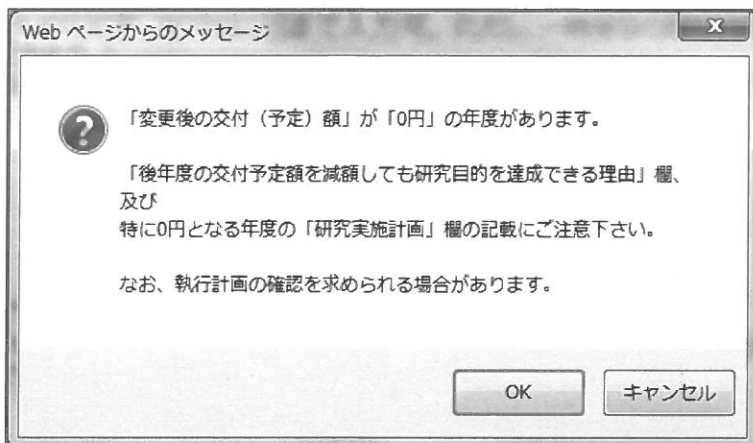 Web ページからのメッセージ
「変更後の交付（予定）額」が「0円」の年度があります。
「後年度の交付予定額を減額しても研究目的を達成できる理由」欄、
及び
特に0円となる年度の「研究実施計画」欄の記載にご注意下さい。
なお、執行計画の確認を求められる場合があります。
OK
キャンセル